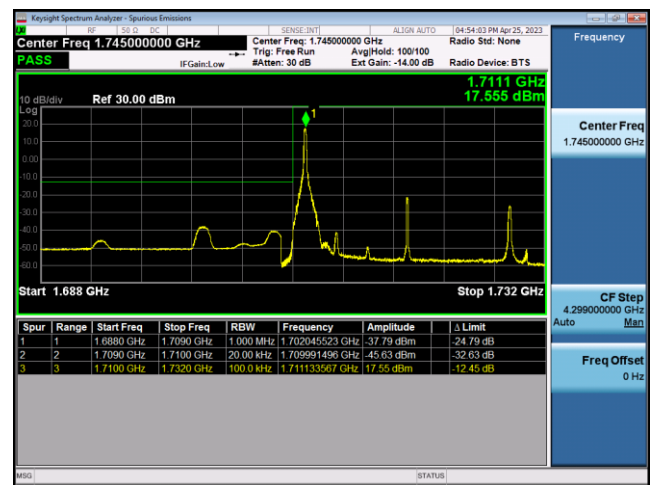 Keysight Spectrum Analyzer - Spurious Emissions
RF 50 Ω DC SENSE:INT ALIGN AUTO 04:54:03 PM Apr 25, 2023
Center Freq 1.745000000 GHz
Center Freq: 1.745000000 GHz Radio Std: None
Trig: Free Run Avg|Hold: 100/100
PASS IFGain:Low #Atten: 30 dB Ext Gain: -14.00 dB Radio Device: BTS
Frequency
1.7111 GHz
10 dB/div Ref 30.00 dBm 17.555 dBm
Log
1
20.0
10.0
0.00
-10.0
-20.0
-30.0
-40.0
-50.0
-60.0
Start 1.688 GHz Stop 1.732 GHz
Spur Range Start Freq Stop Freq RBW Frequency Amplitude Δ Limit
1 1 1.6880 GHz 1.7090 GHz 1.000 MHz 1.702045523 GHz -37.79 dBm -24.79 dB
2 2 1.7090 GHz 1.7100 GHz 20.00 kHz 1.709991496 GHz -45.63 dBm -32.63 dB
3 3 1.7100 GHz 1.7320 GHz 100.0 kHz 1.711133567 GHz 17.55 dBm -12.45 dB
Center Freq
1.745000000 GHz
CF Step
4.299000000 GHz
Auto Man
Freq Offset
0 Hz
MSG STATUS